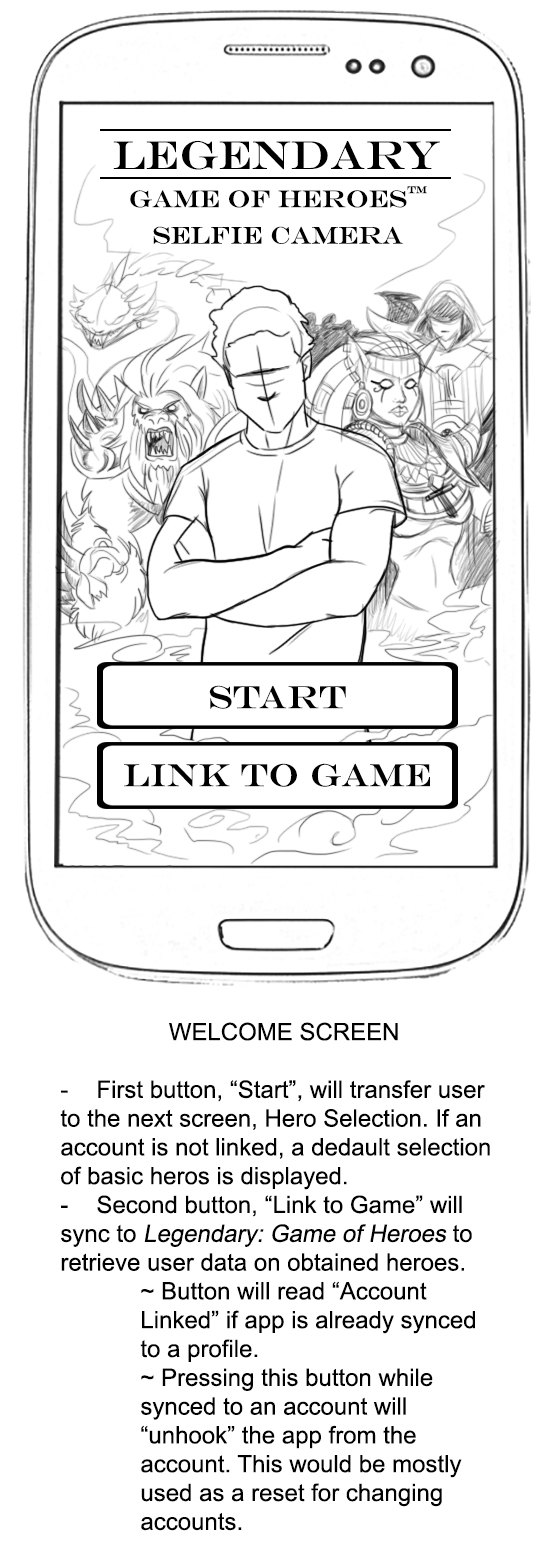 LEGENDARY
GAME OF HEROES™
SELFIE CAMERA
START
LINK TO GAME
WELCOME SCREEN
- First button, “Start”, will transfer user
to the next screen, Hero Selection. If an
account is not linked, a dedault selection
of basic heros is displayed.
- Second button, “Link to Game” will
sync to Legendary: Game of Heroes to
retrieve user data on obtained heroes.
~ Button will read “Account
Linked” if app is already synced
to a profile.
~ Pressing this button while
synced to an account will
“unhook” the app from the
account. This would be mostly
used as a reset for changing
accounts.